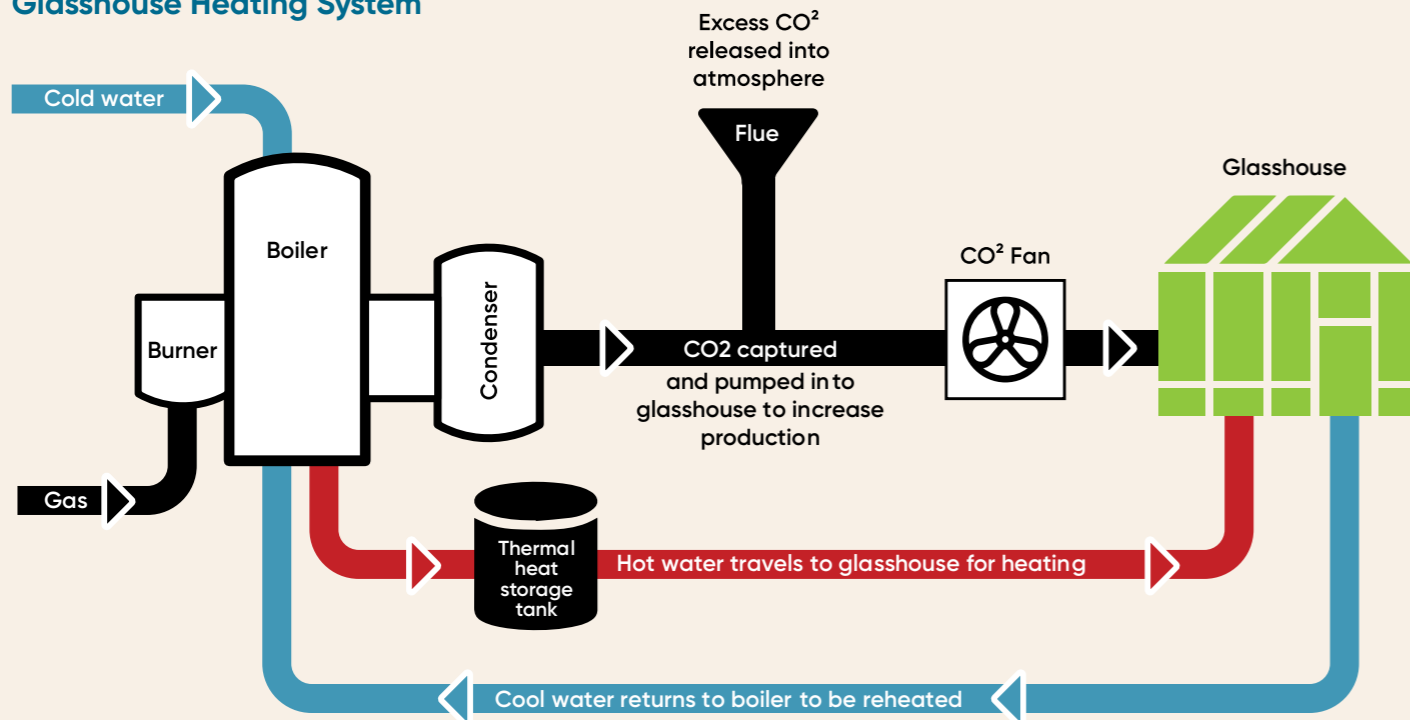 Glasshouse Heating System
Excess CO²
released into
atmosphere
Cold water
Flue
Glasshouse
Boiler
CO² Fan
Condenser
Burner
CO2 captured
and pumped into
glasshouse to increase
production
Gas
Thermal
heat
storage
tank
Hot water travels to glasshouse for heating
Cool water returns to boiler to be reheated